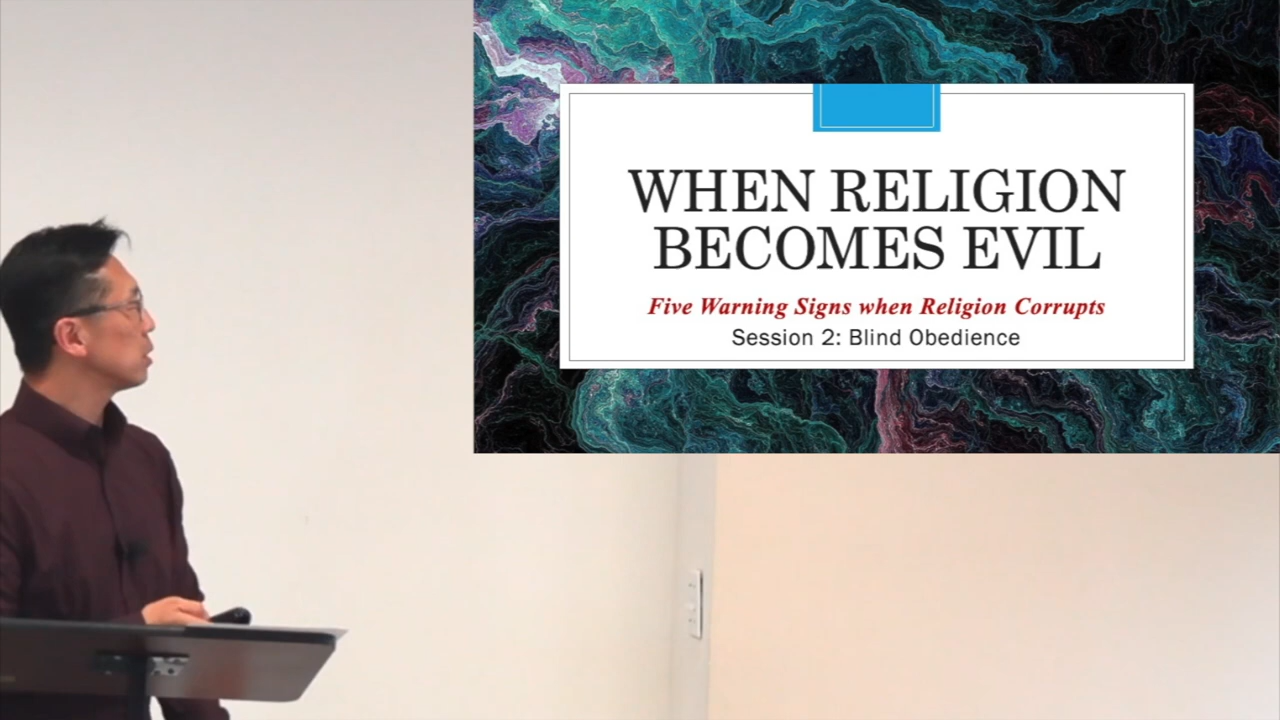 WHEN RELIGION
BECOMES EVIL
Five Warning Signs when Religion Corrupts
Session 2: Blind Obedience